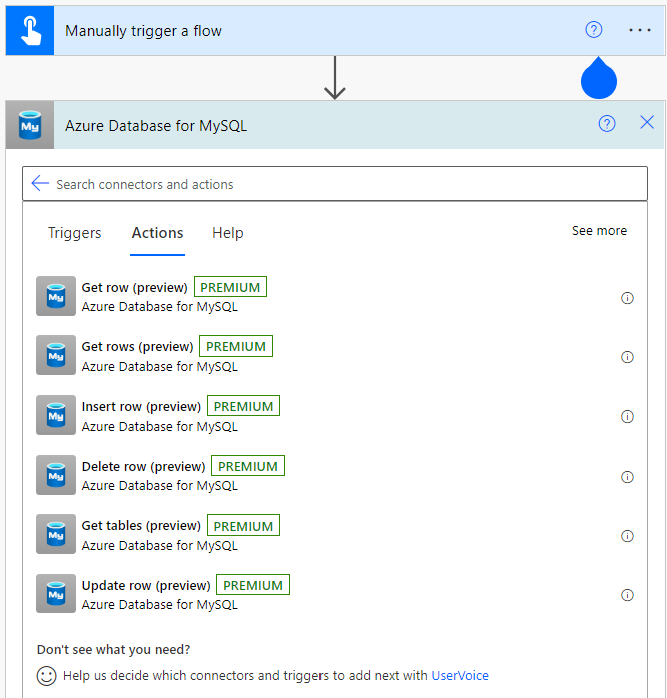 Manually trigger a flow
Azure Database for MySQL
Search connectors and actions
Triggers Actions Help See more
Get row (preview) PREMIUM
Azure Database for MySQL
Get rows (preview) PREMIUM
Azure Database for MySQL
Insert row (preview) PREMIUM
Azure Database for MySQL
Delete row (preview) PREMIUM
Azure Database for MySQL
Get tables (preview) PREMIUM
Azure Database for MySQL
Update row (preview) PREMIUM
Azure Database for MySQL
Don't see what you need?
Help us decide which connectors and triggers to add next with UserVoice